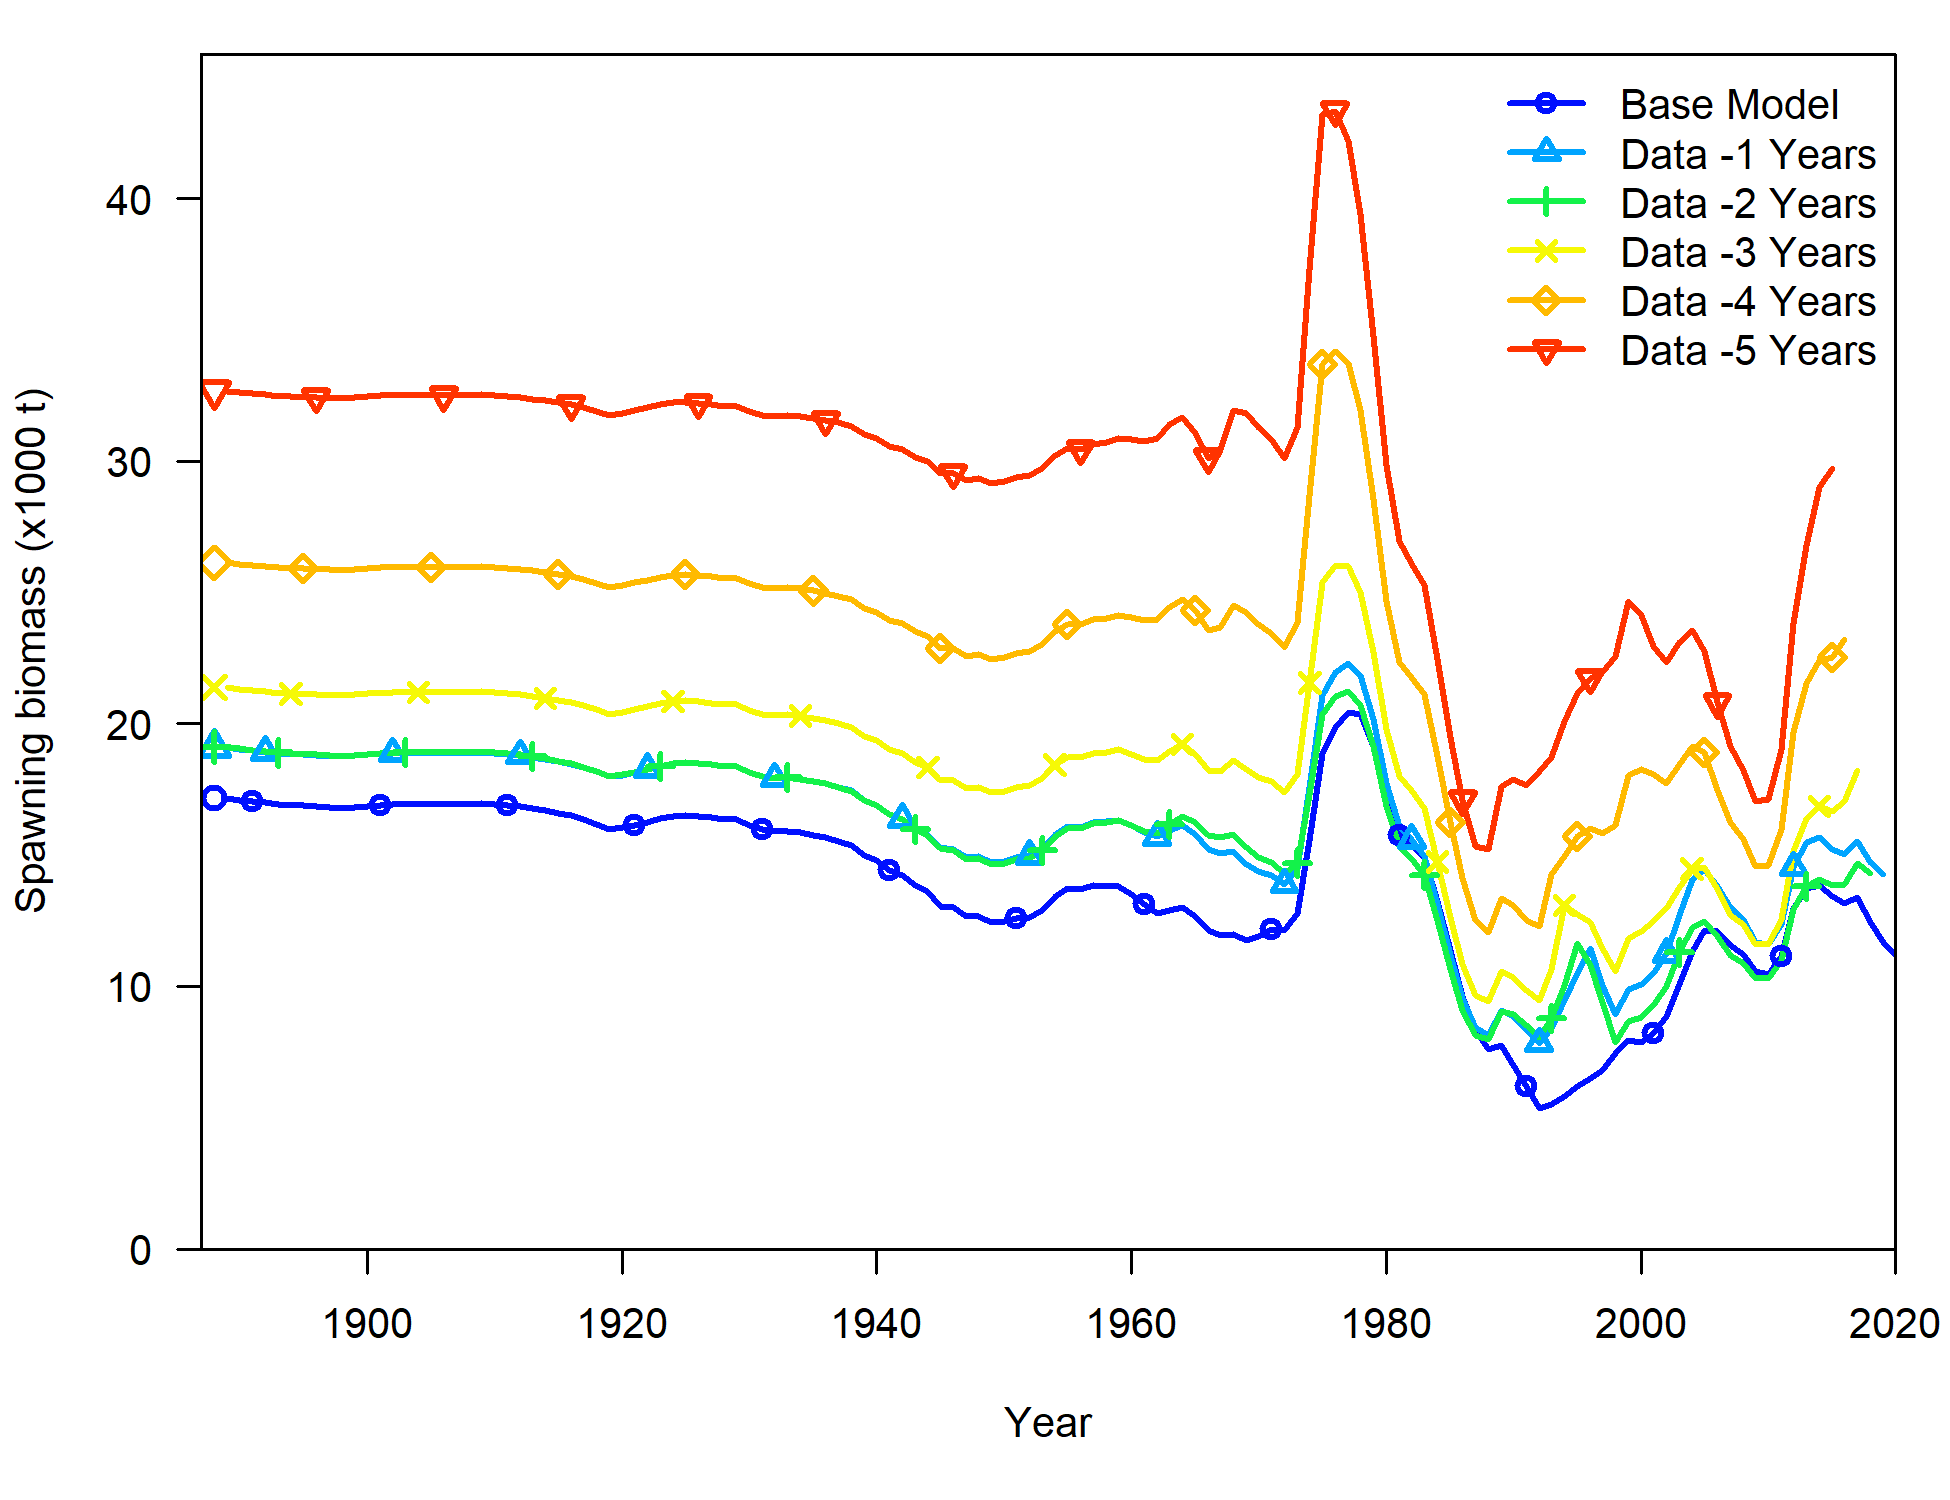 Base Model
Data -1 Years
Data -2 Years
Data -3 Years
Data -4 Years
Data -5 Years
Spawning biomass (x1000 t)
40
30
20
10
0
1900 1920 1940 1960 1980 2000 2020
Year